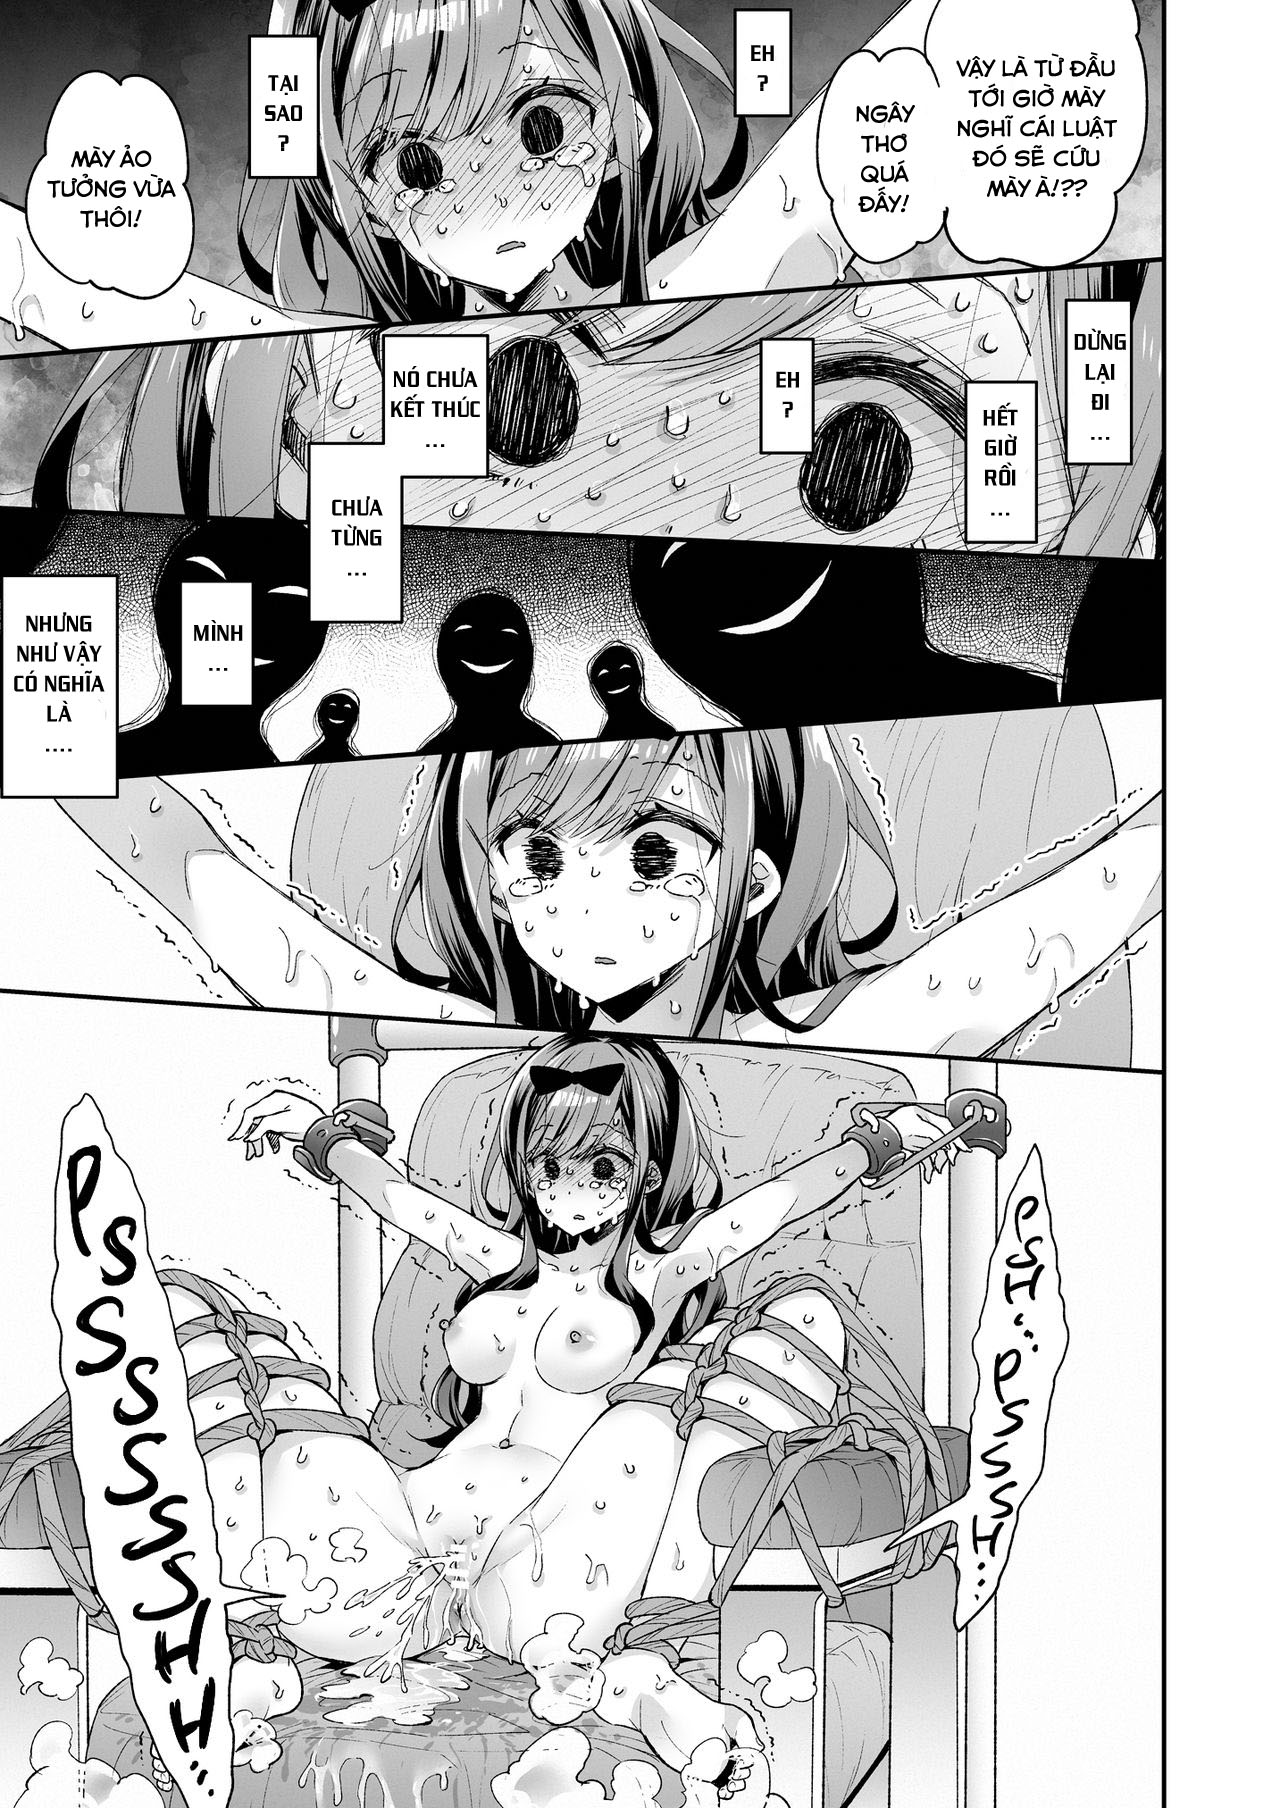 VẬY LÀ TỪ ĐẦU
TỚI GIỜ MÀY
NGHĨ CÁI LUẬT
ĐÓ SẼ CỨU
MÀY À!??
NGÂY
THƠ
QUÁ
ĐẤY!
EH
?
TẠI
SAO
?
MÀY ẢO
TƯỞNG VỪA
THÔI!
DỪNG
LẠI
ĐI
...
HẾT
GIỜ
RỒI
...
EH
?
NÓ CHƯA
KẾT THÚC
...
CHƯA
TỪNG
...
MÌNH
...
NHƯNG
NHƯ VẬY
CÓ NGHĨA
LÀ
....
PSH... PSSSH...
PSSSSSSHHH...